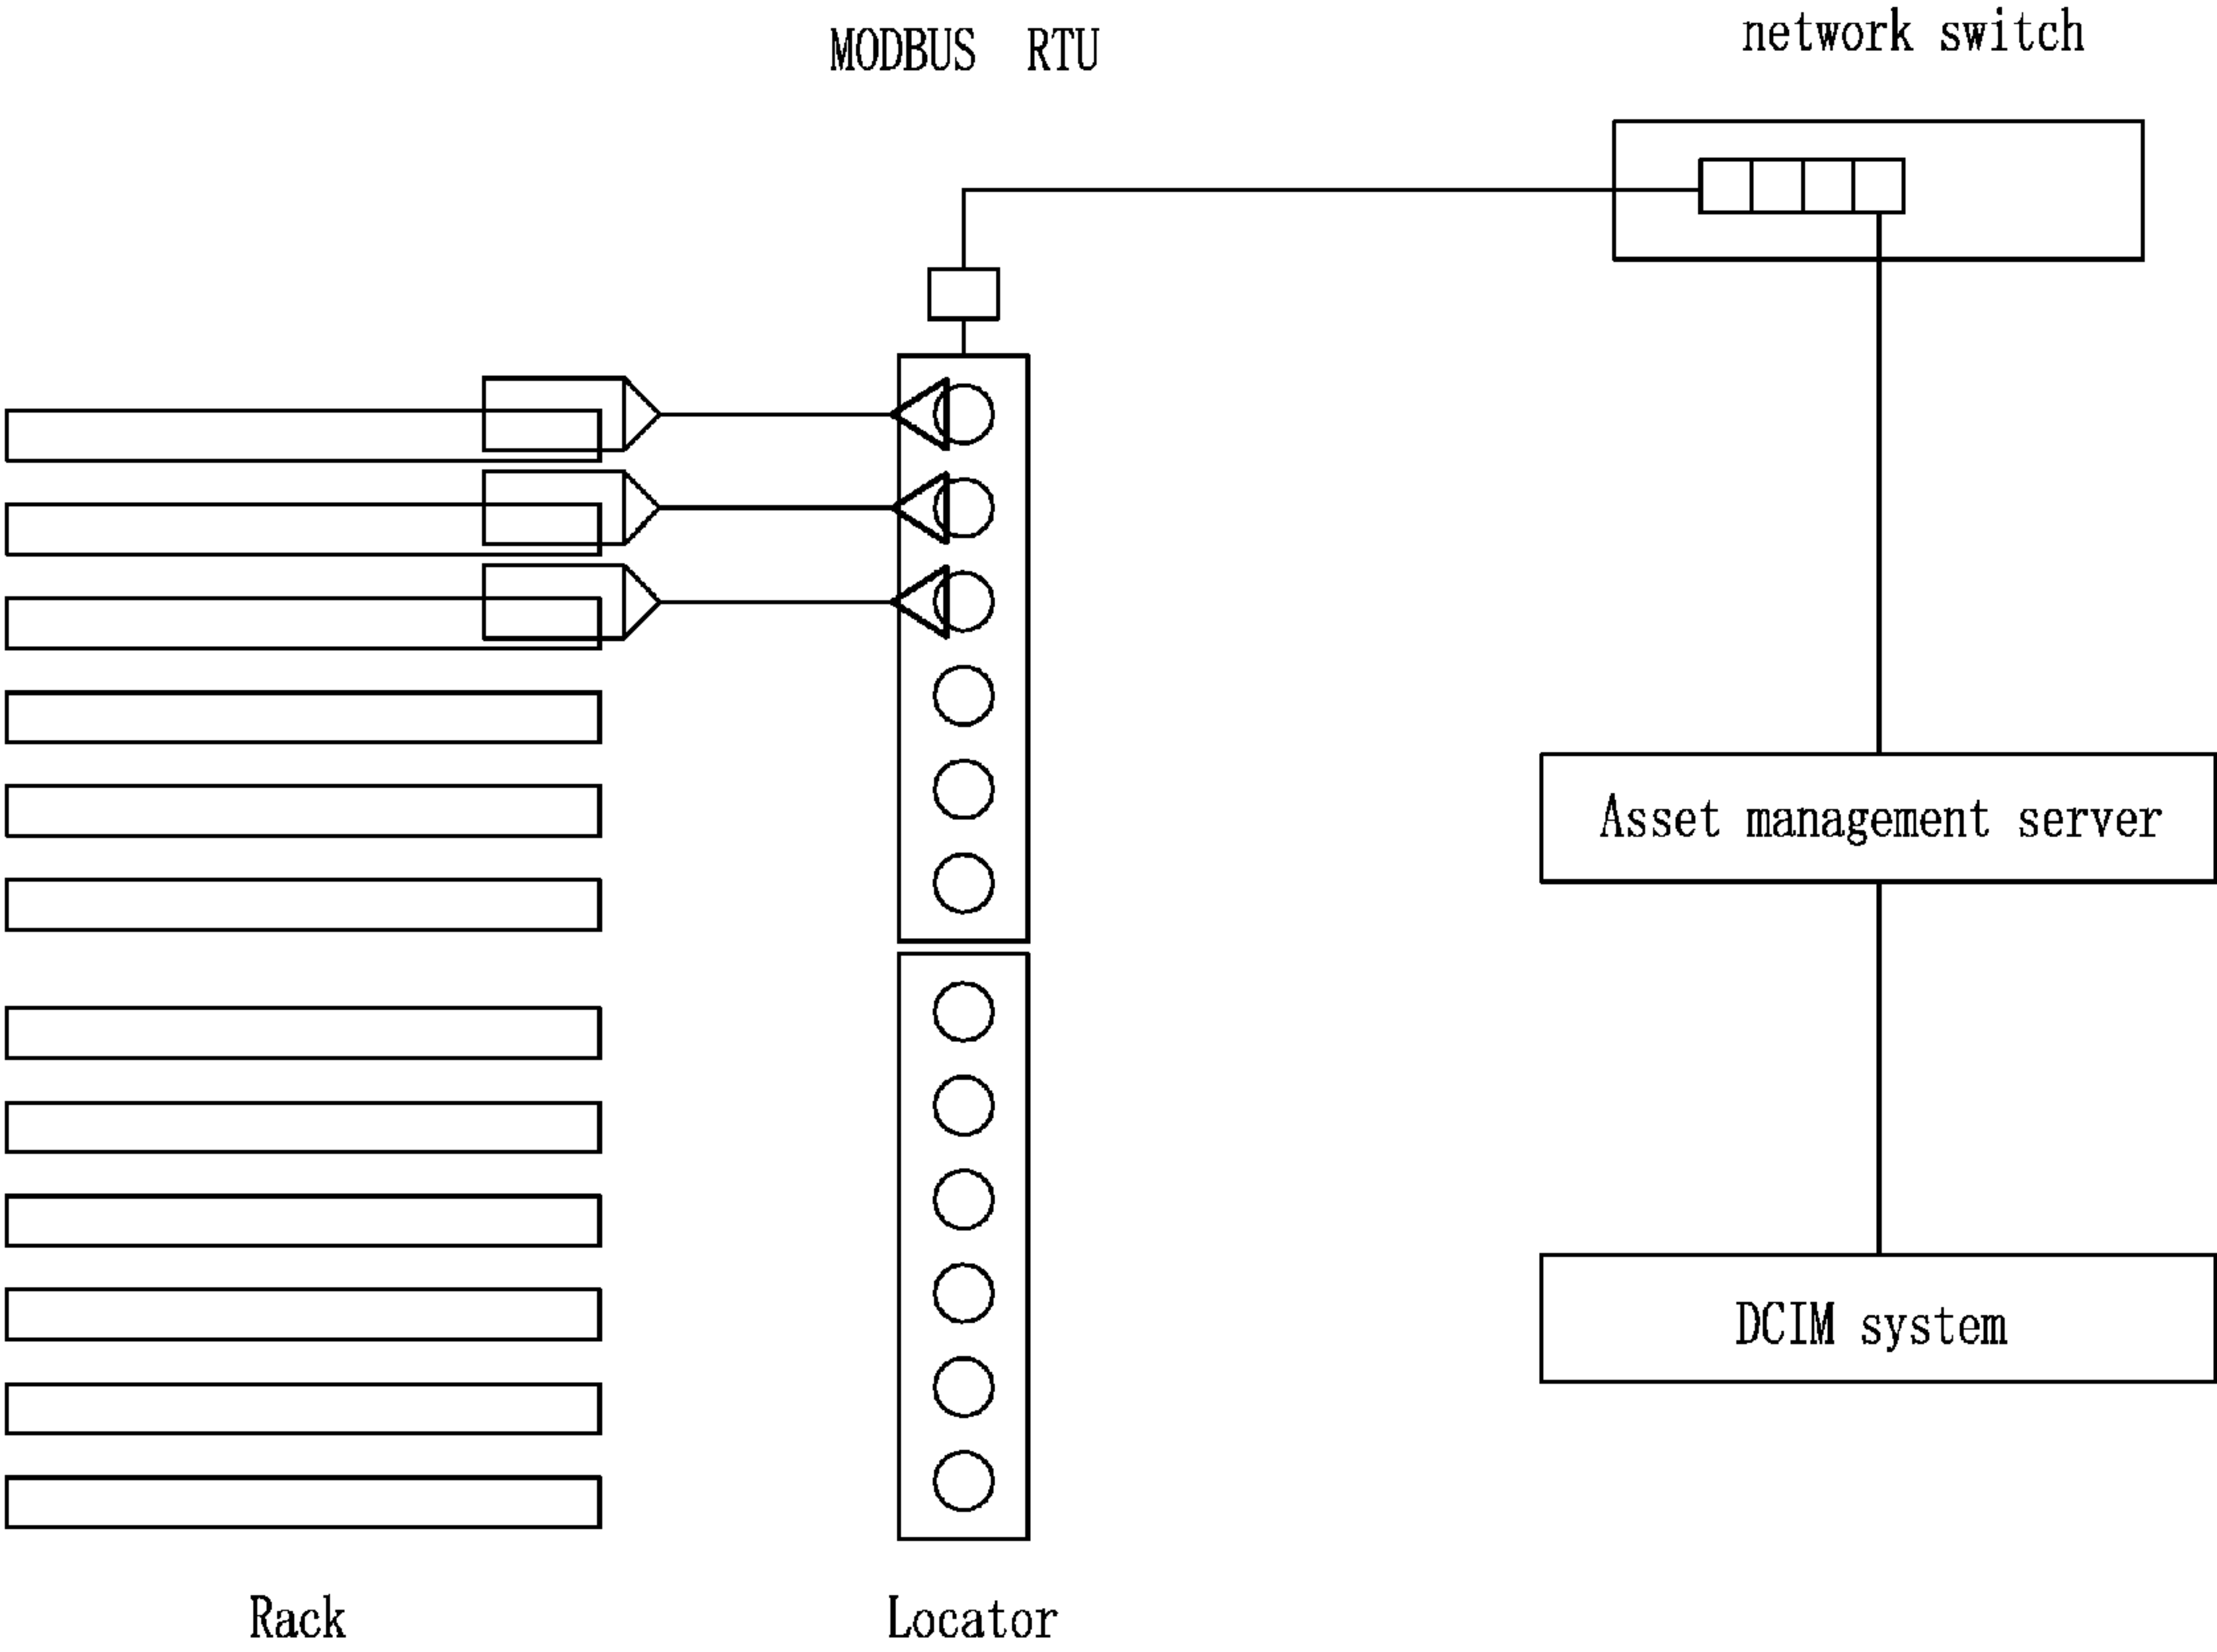 MODBUS RTU
network switch
Asset management server
DCIM system
Rack
Locator